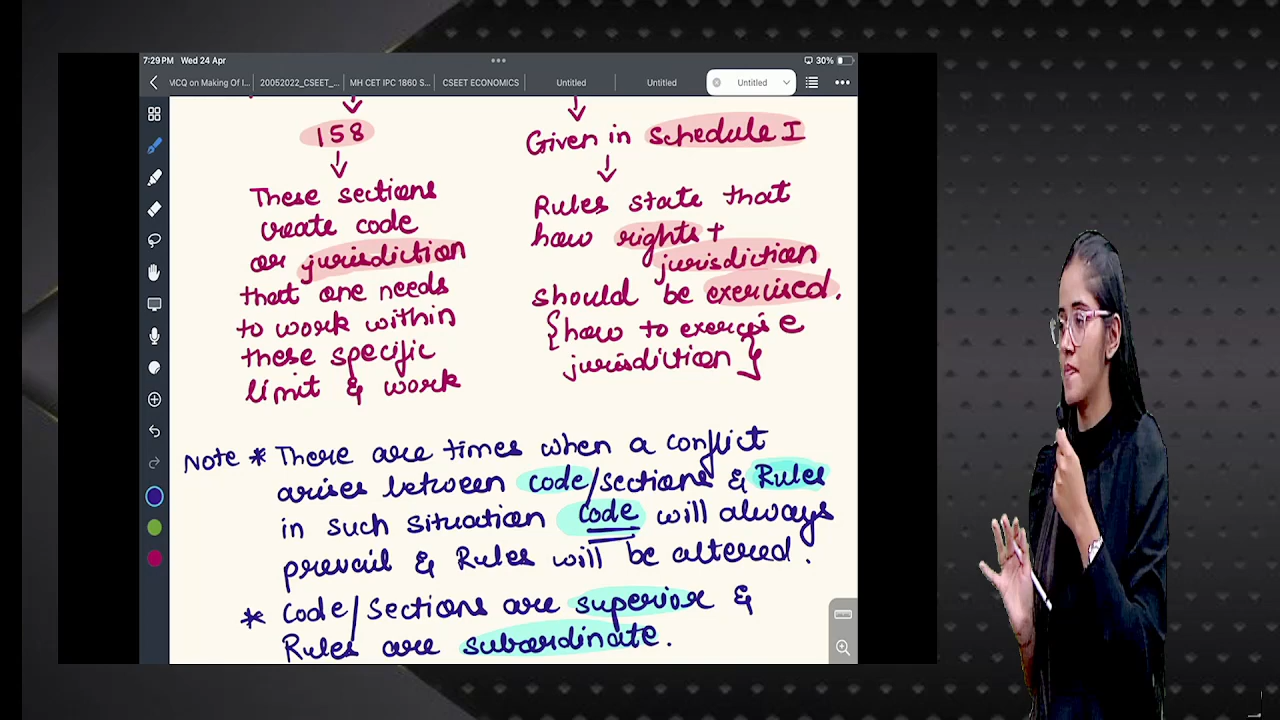 7:29 PM Wed 24 Apr
30%
MCQ on Making Of I...
20052022_CSEET_...
MH CET IPC 1860 S...
CSEET ECONOMICS
Untitled
Untitled
Untitled
158
These sections
create code
or jurisdiction
that one needs
to work within
these specific
limit & work
Given in schedule I
Rules state that
how rights +
jurisdiction
should be exercised.
{how to exercise
jurisdiction}
Note * There are times when a conflict
arises between code/sections & Rules
in such situation code will always
prevail & Rules will be altered.
* Code/Sections are superior &
Rules are subordinate.